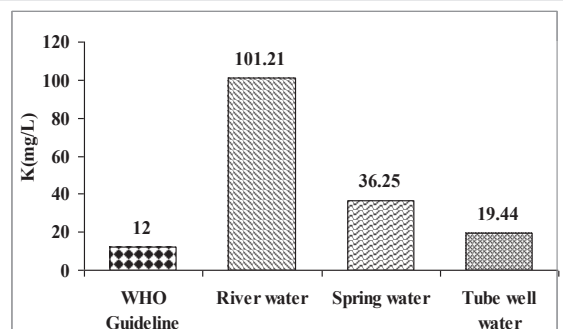 K(mg/L)
120
100
80
60
40
20
0
12
101.21
36.25
19.44
WHO
Guideline
River water
Spring water
Tube well
water